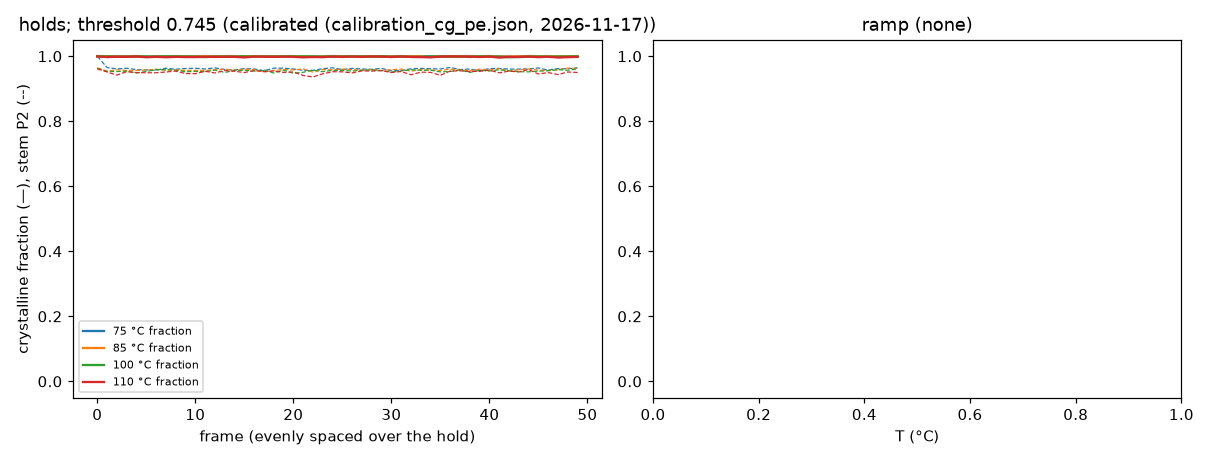 holds; threshold 0.745 (calibrated (calibration_cg_pe.json, 2026-11-17))
crystalline fraction (—), stem P2 (--)
1.0
0.8
0.6
0.4
0.2
0.0
75 °C fraction
85 °C fraction
100 °C fraction
110 °C fraction
0 10 20 30 40 50
frame (evenly spaced over the hold)
ramp (none)
1.0
0.8
0.6
0.4
0.2
0.0
0.0 0.2 0.4 0.6 0.8 1.0
T (°C)